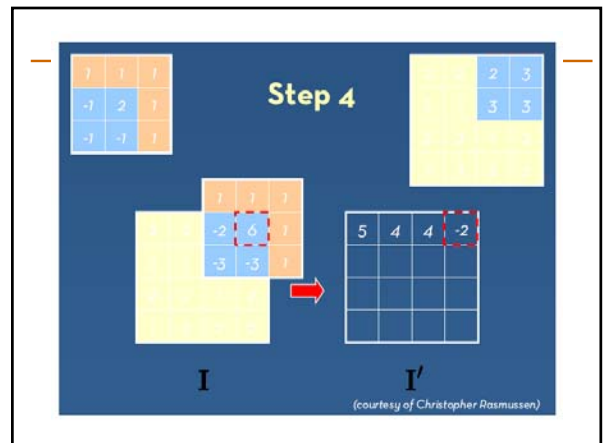 Step 4
1 1 1
-1 2 1
-1 -1 1
2 3
3 3
1 1 1
-2 6 1
-3 -3 1
5 4 4 -2
I
I′
(courtesy of Christopher Rasmussen)